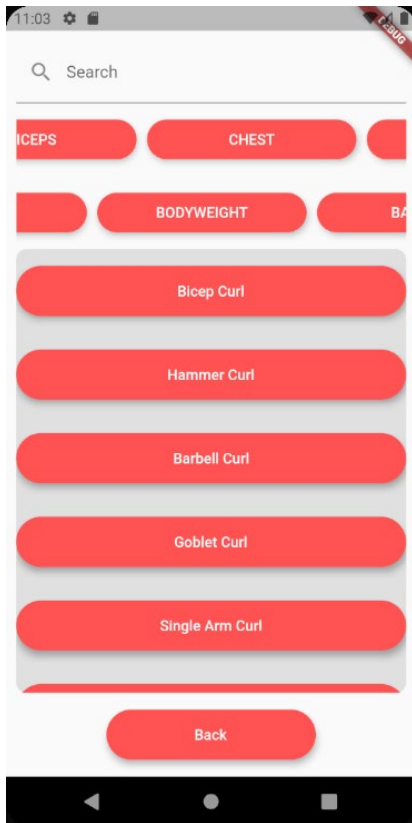 11:03
DEBUG
Search
ICEPS
CHEST
BODYWEIGHT
BA
Bicep Curl
Hammer Curl
Barbell Curl
Goblet Curl
Single Arm Curl
Back